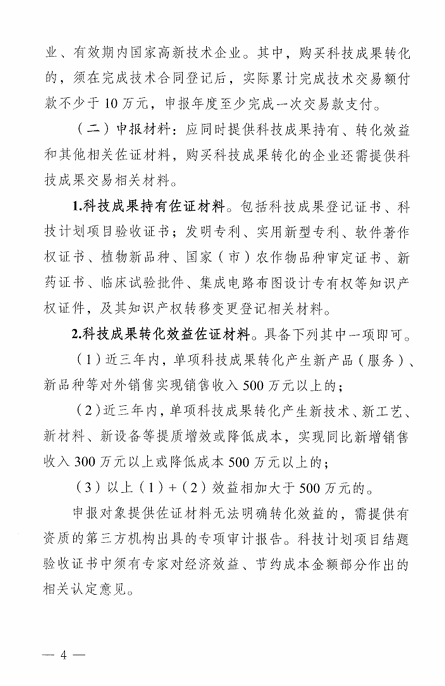 业、有效期内国家高新技术企业。其中，购买科技成果转化
的，须在完成技术合同登记后，实际累计完成技术交易额付
款不少于 10 万元，申报年度至少完成一次交易款支付。
（二）申报材料：应同时提供科技成果持有、转化效益
和其他相关佐证材料，购买科技成果转化的企业还需提供科
技成果交易相关材料。
1.科技成果持有佐证材料。包括科技成果登记证书、科
技计划项目验收证书；发明专利、实用新型专利、软件著作
权证书、植物新品种、国家（市）农作物品种审定证书、新
药证书、临床试验批件、集成电路布图设计专有权等知识产
权证件，及其知识产权转移变更登记相关材料。
2.科技成果转化效益佐证材料。具备下列其中一项即可。
（1）近三年内，单项科技成果转化产生新产品（服务）、
新品种等对外销售实现销售收入 500 万元以上的；
（2）近三年内，单项科技成果转化产生新技术、新工艺、
新材料、新设备等提质增效或降低成本，实现同比新增销售
收入 300 万元以上或降低成本 500 万元以上的；
（3）以上（1）+（2）效益相加大于 500 万元的。
申报对象提供佐证材料无法明确转化效益的，需提供有
资质的第三方机构出具的专项审计报告。科技计划项目结题
验收证书中须有专家对经济效益、节约成本金额部分作出的
相关认定意见。
— 4 —